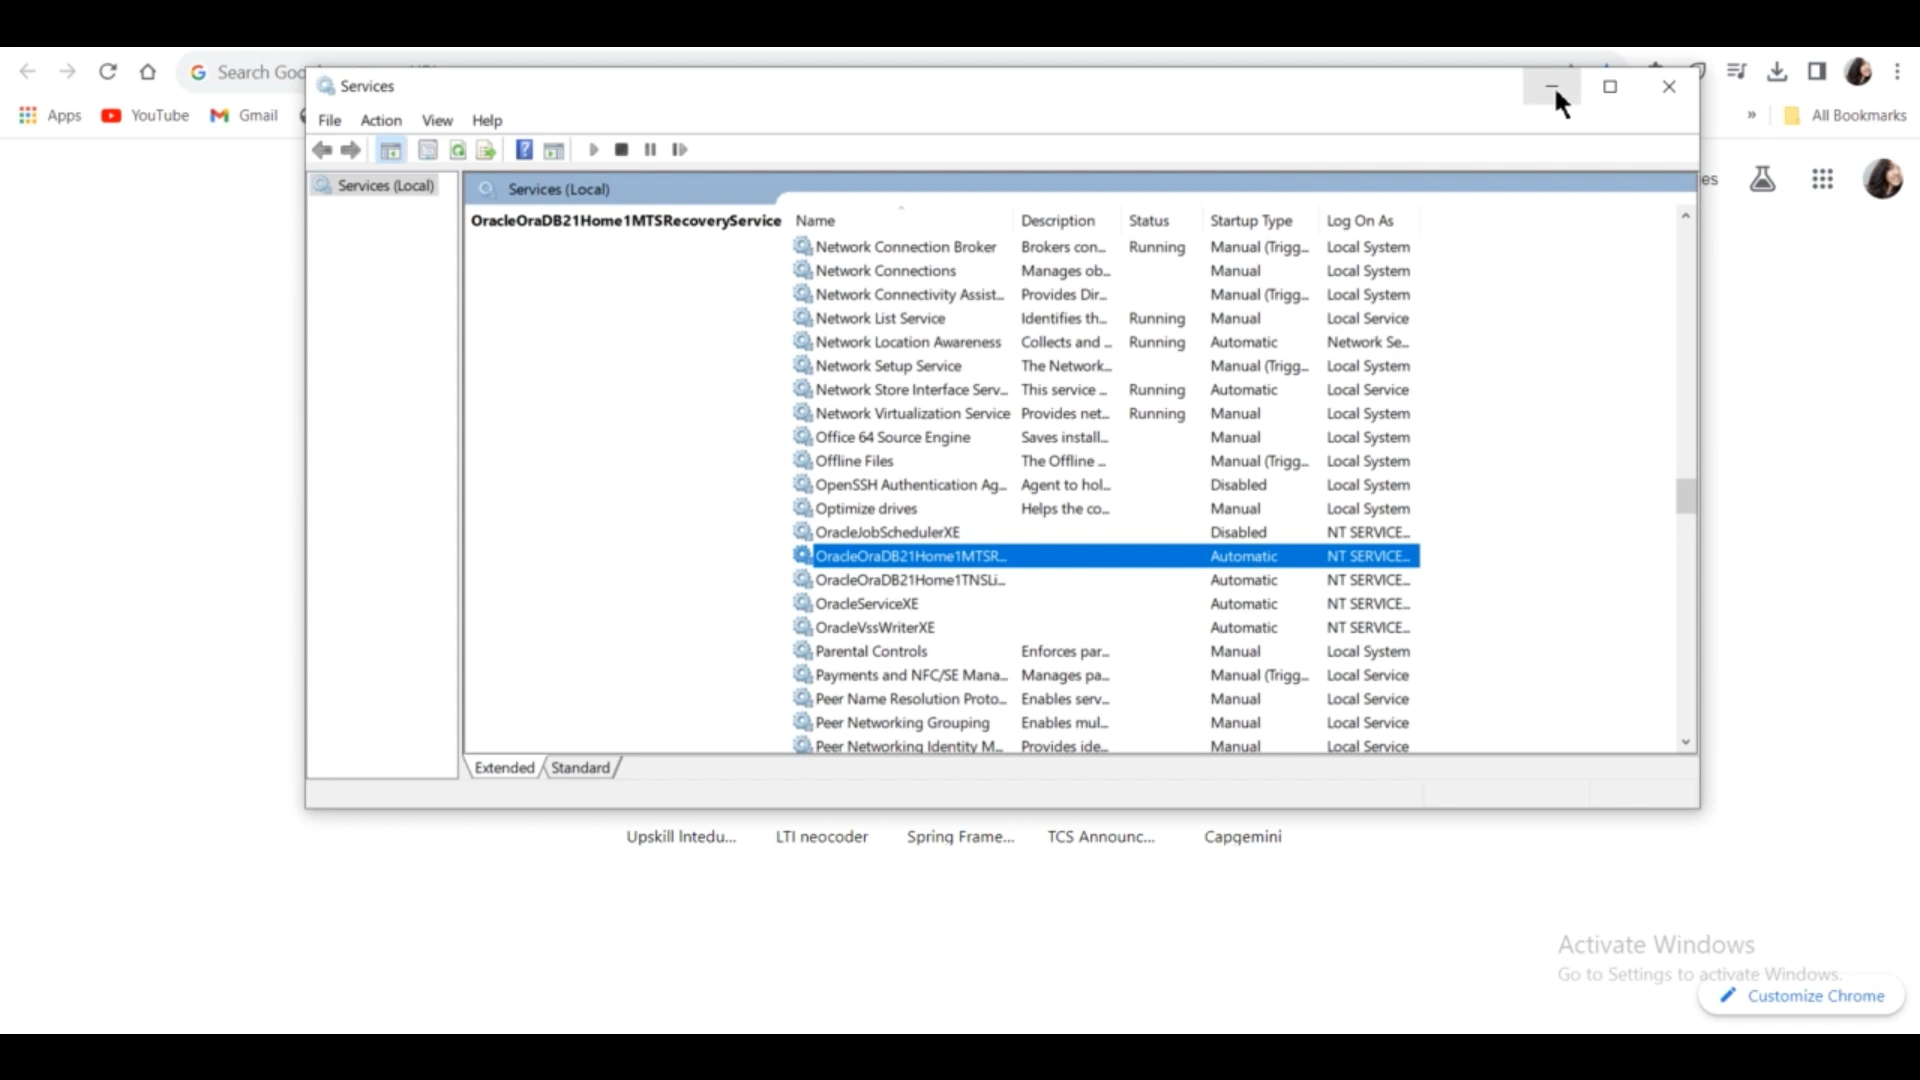 Search Goo
Services
Apps YouTube Gmail » All Bookmarks
File Action View Help
Services (Local)
Services (Local)
es
OracleOraDB21Home1MTSRecoveryService
Name Description Status Startup Type Log On As
Network Connection Broker Brokers con... Running Manual (Trigg... Local System
Network Connections Manages ob... Manual Local System
Network Connectivity Assist... Provides Dir... Manual (Trigg... Local System
Network List Service Identifies th... Running Manual Local Service
Network Location Awareness Collects and ... Running Automatic Network Se...
Network Setup Service The Network... Manual (Trigg... Local System
Network Store Interface Serv... This service ... Running Automatic Local Service
Network Virtualization Service Provides net... Running Manual Local System
Office 64 Source Engine Saves install... Manual Local System
Offline Files The Offline ... Manual (Trigg... Local System
OpenSSH Authentication Ag... Agent to hol... Disabled Local System
Optimize drives Helps the co... Manual Local System
OracleJobSchedulerXE Disabled NT SERVICE...
OracleOraDB21Home1MTSR... Automatic NT SERVICE...
OracleOraDB21Home1TNSLi... Automatic NT SERVICE...
OracleServiceXE Automatic NT SERVICE...
OracleVssWriterXE Automatic NT SERVICE...
Parental Controls Enforces par... Manual Local System
Payments and NFC/SE Mana... Manages pa... Manual (Trigg... Local Service
Peer Name Resolution Proto... Enables serv... Manual Local Service
Peer Networking Grouping Enables mul... Manual Local Service
Peer Networking Identity M... Provides ide... Manual Local Service
Extended Standard
Upskill Intedu... LTI neocoder Spring Frame... TCS Announc... Capgemini
Activate Windows
Go to Settings to activate Windows.
Customize Chrome